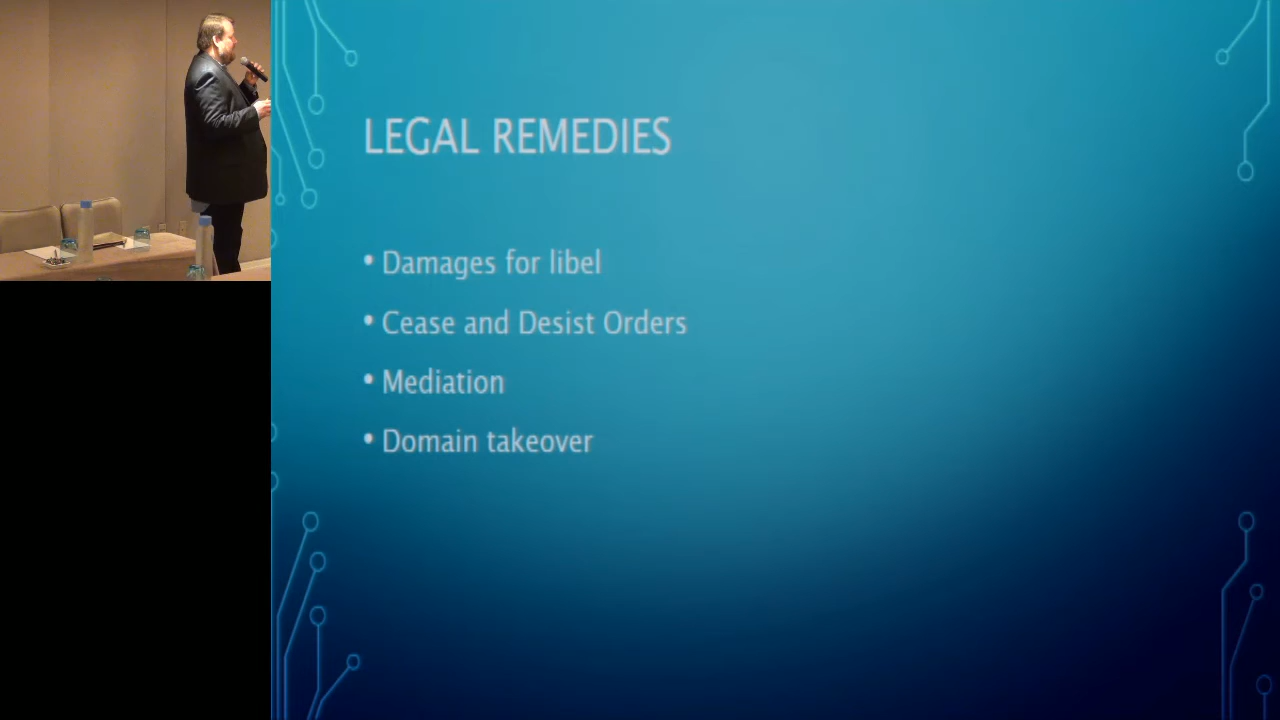 LEGAL REMEDIES
• Damages for libel
• Cease and Desist Orders
• Mediation
• Domain takeover